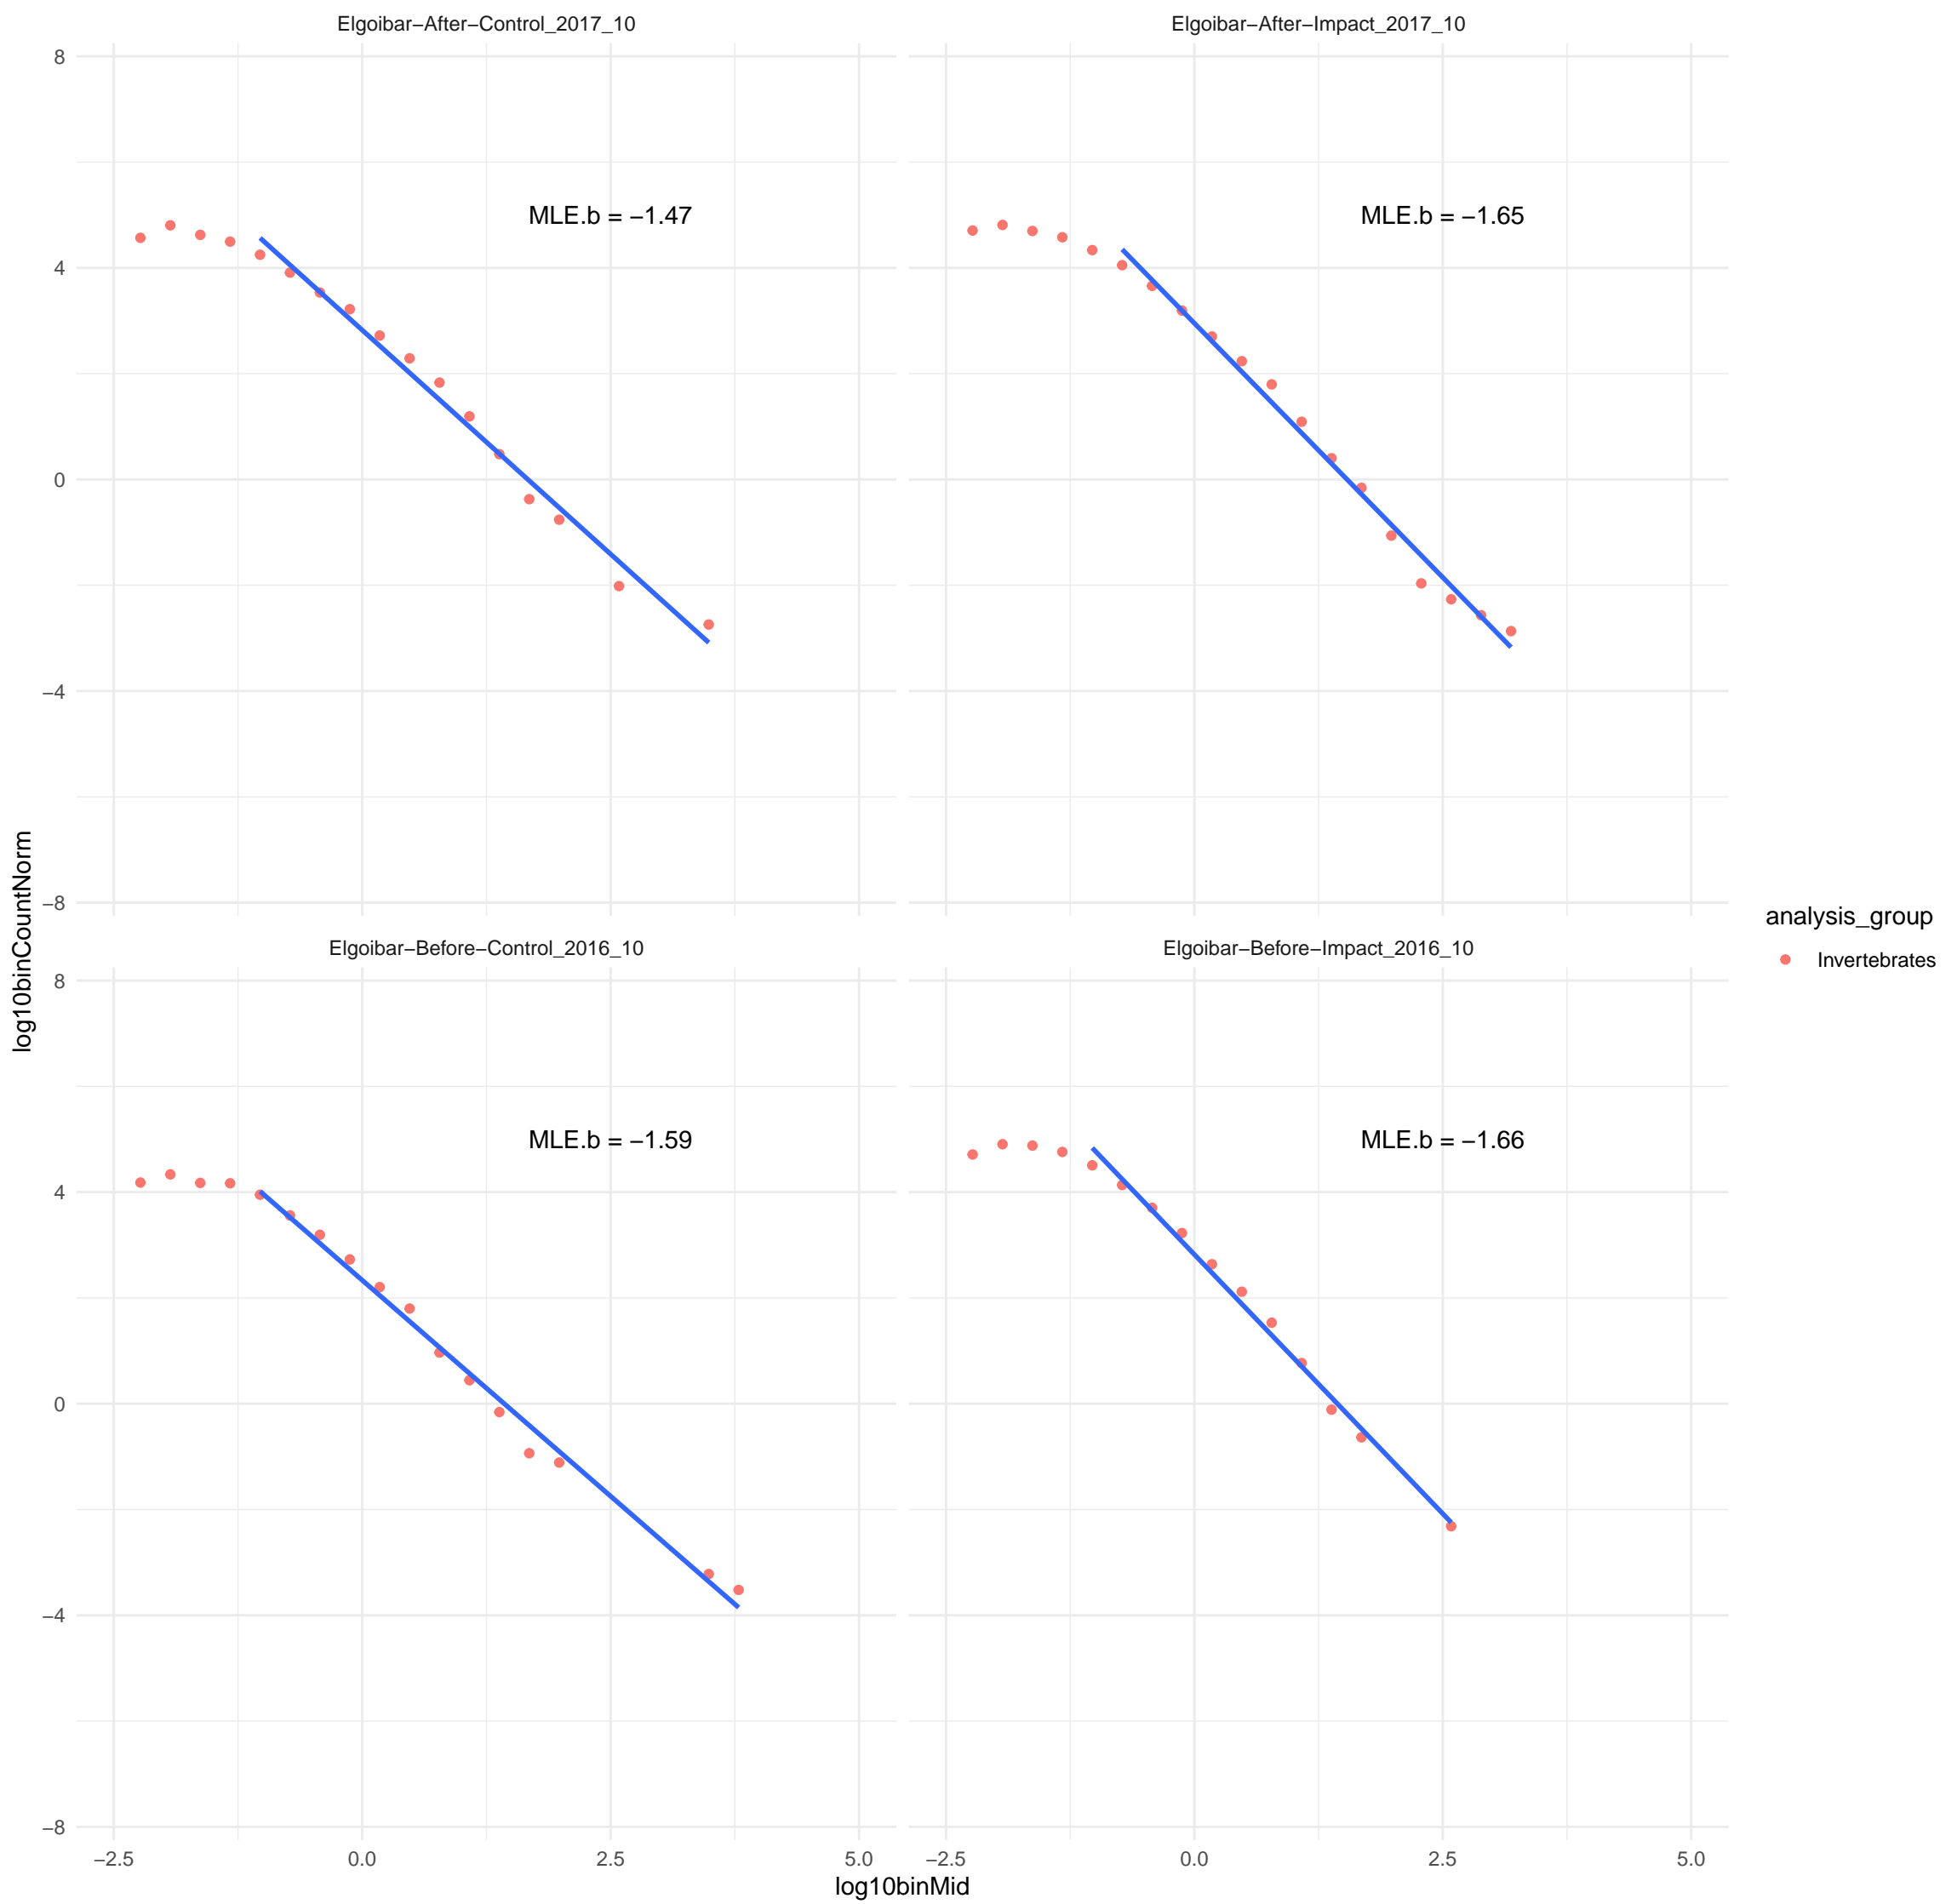 Elgoibar−After−Control_2017_10
Elgoibar−After−Impact_2017_10
8
4
0
−4
−8
MLE.b = −1.47
MLE.b = −1.65
Elgoibar−Before−Control_2016_10
Elgoibar−Before−Impact_2016_10
8
4
0
−4
−8
MLE.b = −1.59
MLE.b = −1.66
−2.5 0.0 2.5 5.0
−2.5 0.0 2.5 5.0
log10binMid
log10binCountNorm
analysis_group
Invertebrates